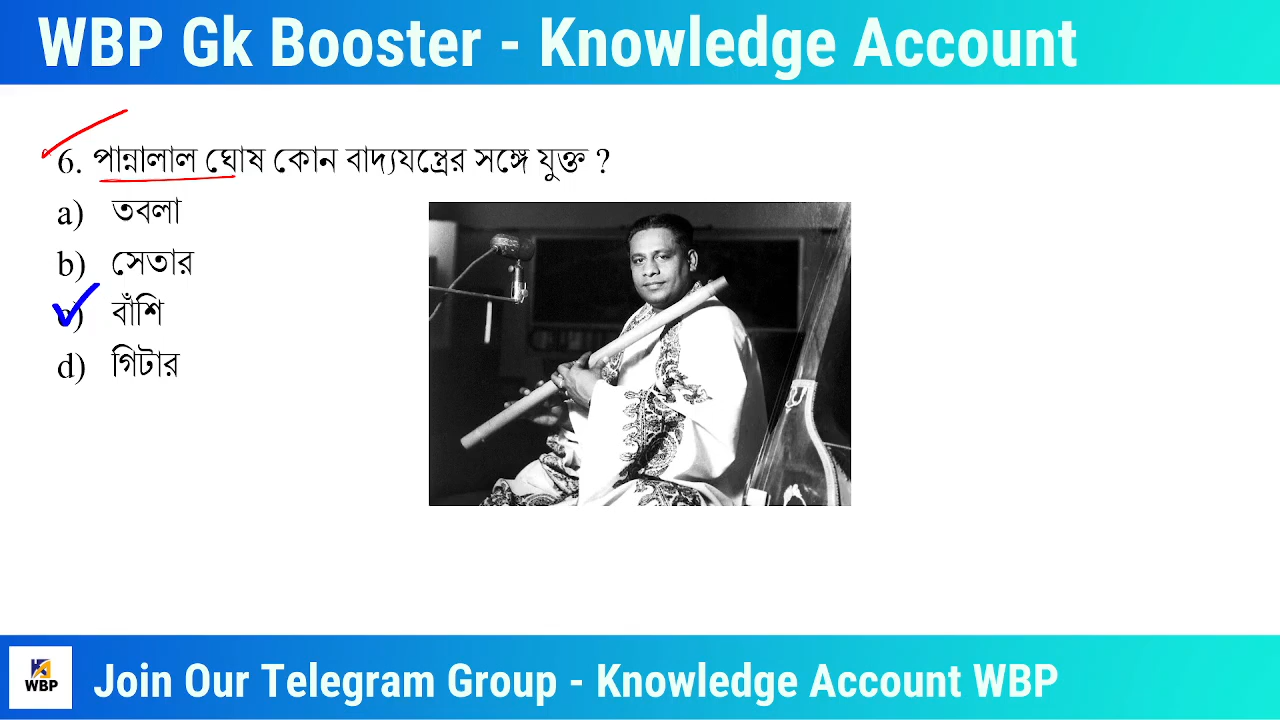 WBP Gk Booster - Knowledge Account
6. পান্নালাল ঘোষ কোন বাদ্যযন্ত্রের সঙ্গে যুক্ত ?
a) তবলা
b) সেতার
c) বাঁশি
d) গিটার
WBP
Join Our Telegram Group - Knowledge Account WBP